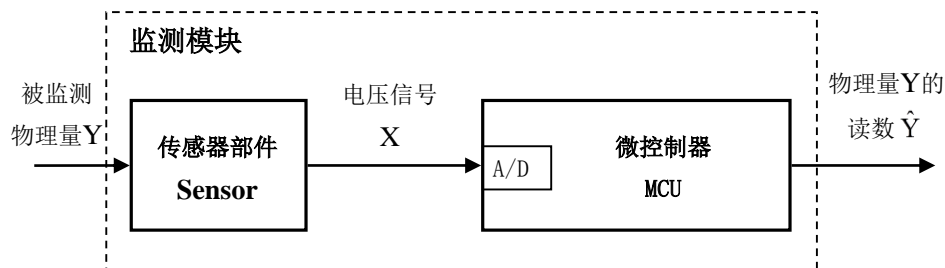 监测模块
被监测
物理量Y
传感器部件
Sensor
电压信号
X
A/D
微控制器
MCU
物理量Y的
读数 Ŷ